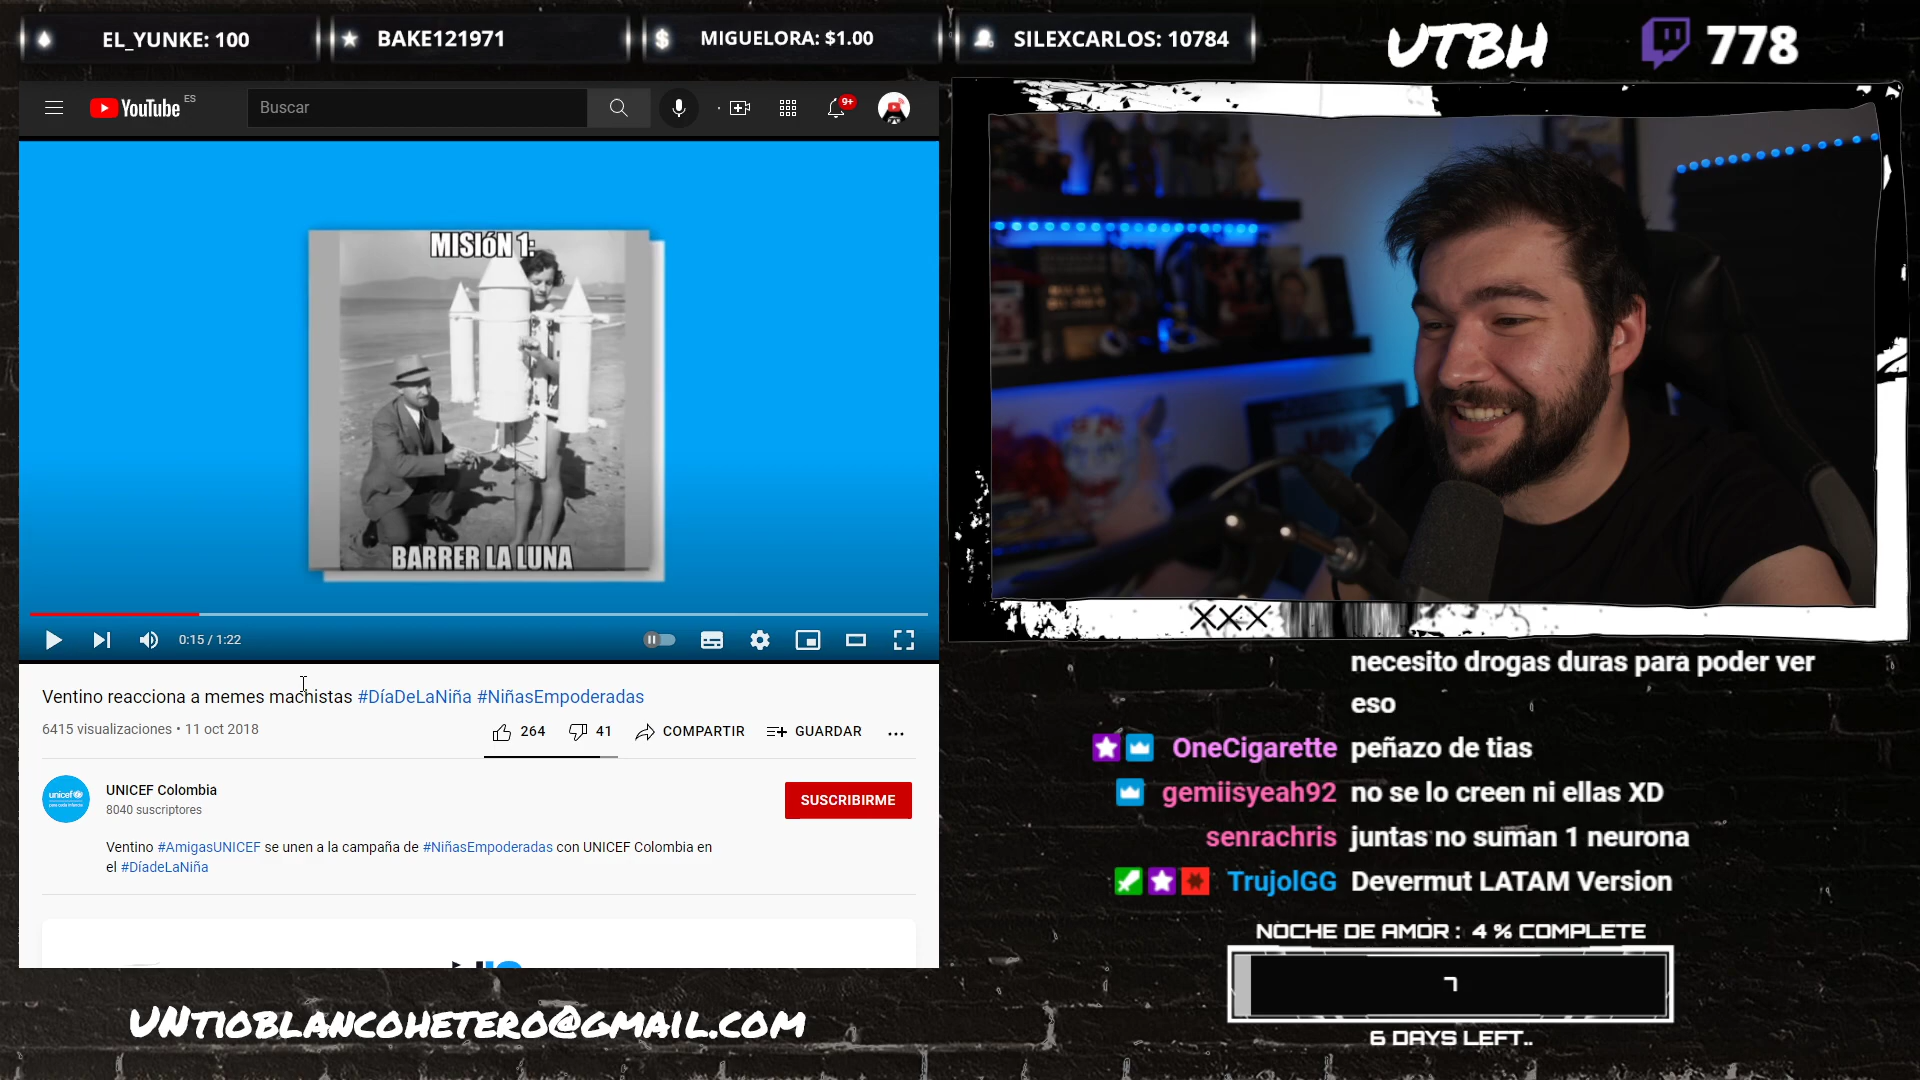 EL_YUNKE: 100
BAKE121971
$ MIGUELORA: $1.00
SILEXCARLOS: 10784
UTBH
778
YouTube ES
Buscar
9+
MISIóN 1:
BARRER LA LUNA
0:15 / 1:22
Ventino reacciona a memes machistas #DíaDeLaNiña #NiñasEmpoderadas
6415 visualizaciones • 11 oct 2018
264
41
COMPARTIR
GUARDAR
unicef
UNICEF Colombia
8040 suscriptores
SUSCRIBIRME
Ventino #AmigasUNICEF se unen a la campaña de #NiñasEmpoderadas con UNICEF Colombia en
el #DíadeLaNiña
UNtioblancohetero@gmail.com
XXX
necesito drogas duras para poder ver
eso
OneCigarette peñazo de tias
gemiisyeah92 no se lo creen ni ellas XD
senrachris juntas no suman 1 neurona
TrujolGG Devermut LATAM Version
NOCHE DE AMOR : 4 % COMPLETE
7
6 DAYS LEFT..